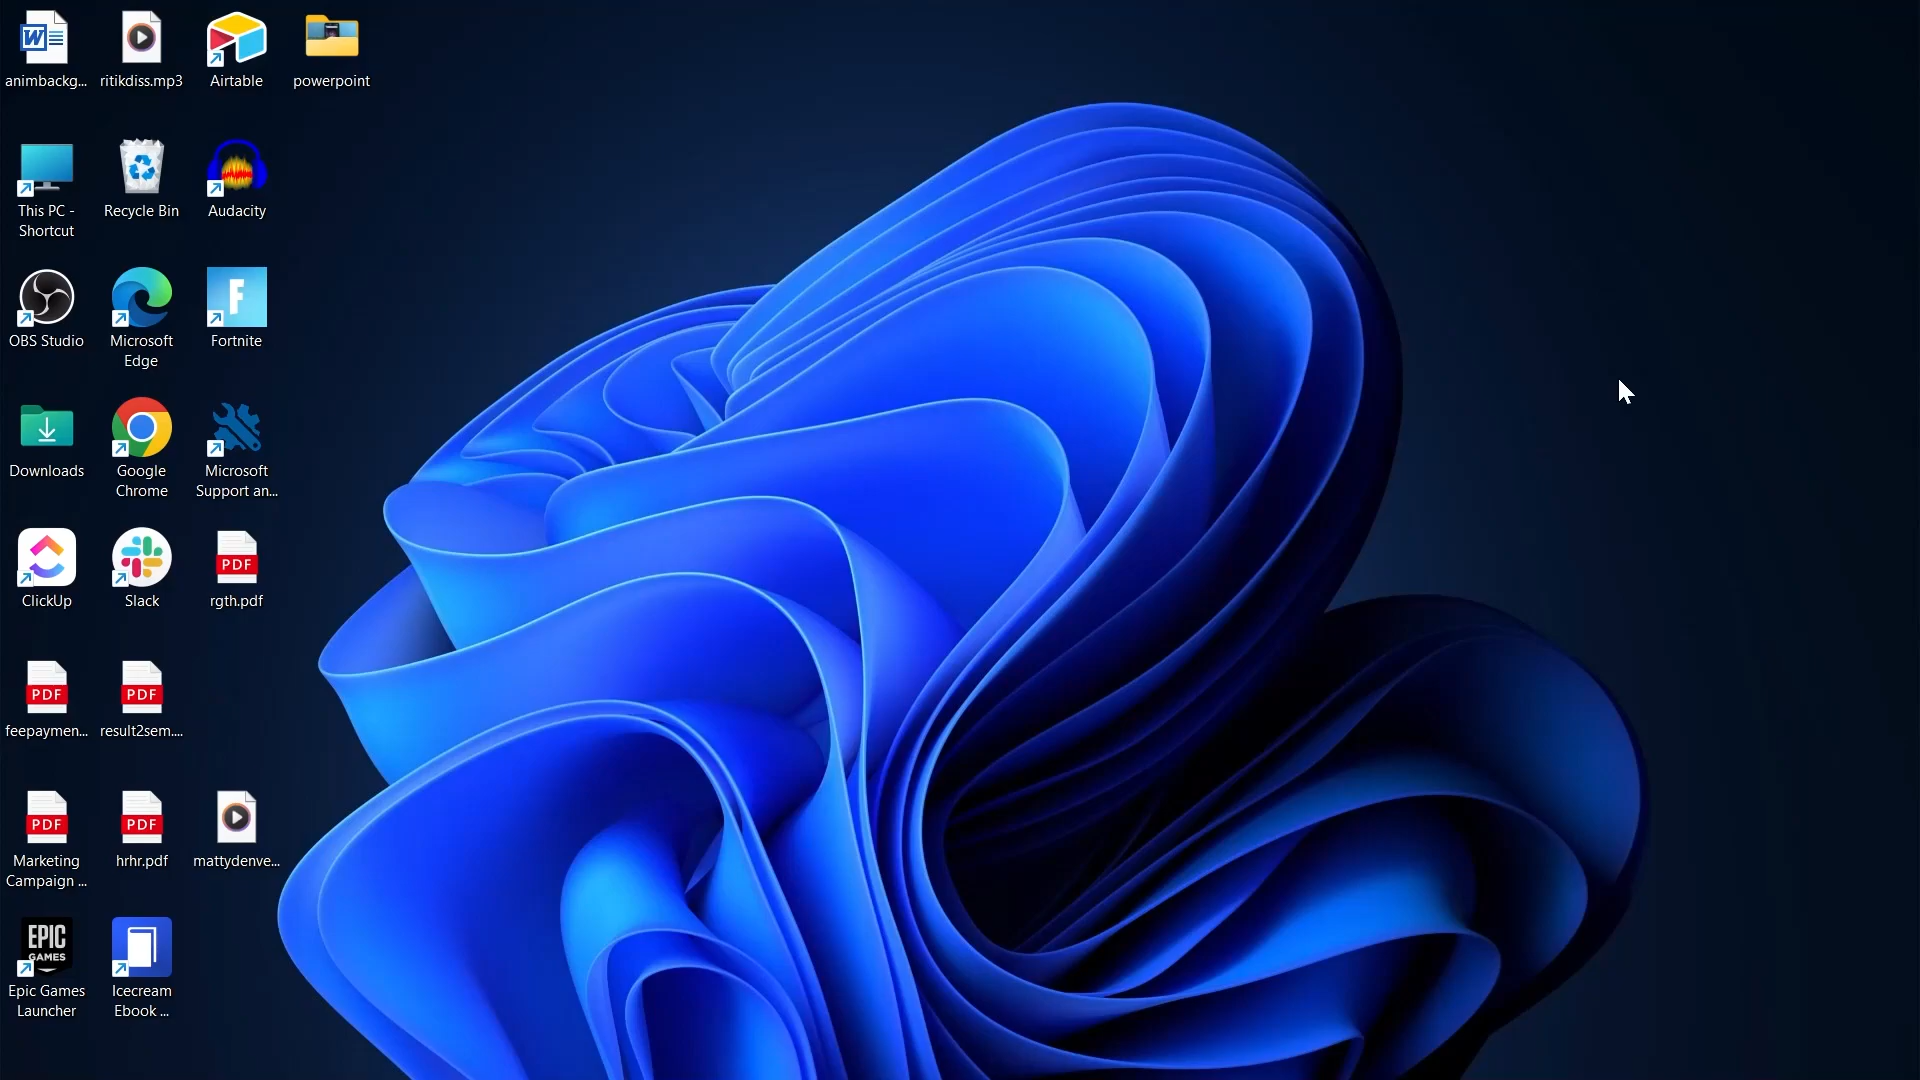 animbackg...
ritikdiss.mp3
Airtable
powerpoint
This PC -
Shortcut
Recycle Bin
Audacity
OBS Studio
Microsoft
Edge
F
Fortnite
Downloads
Google
Chrome
Microsoft
Support an...
ClickUp
Slack
PDF
rgth.pdf
PDF
feepaymen...
PDF
result2sem....
PDF
Marketing
Campaign ...
PDF
hrhr.pdf
mattydenve...
EPIC
GAMES
Epic Games
Launcher
Icecream
Ebook ...
W